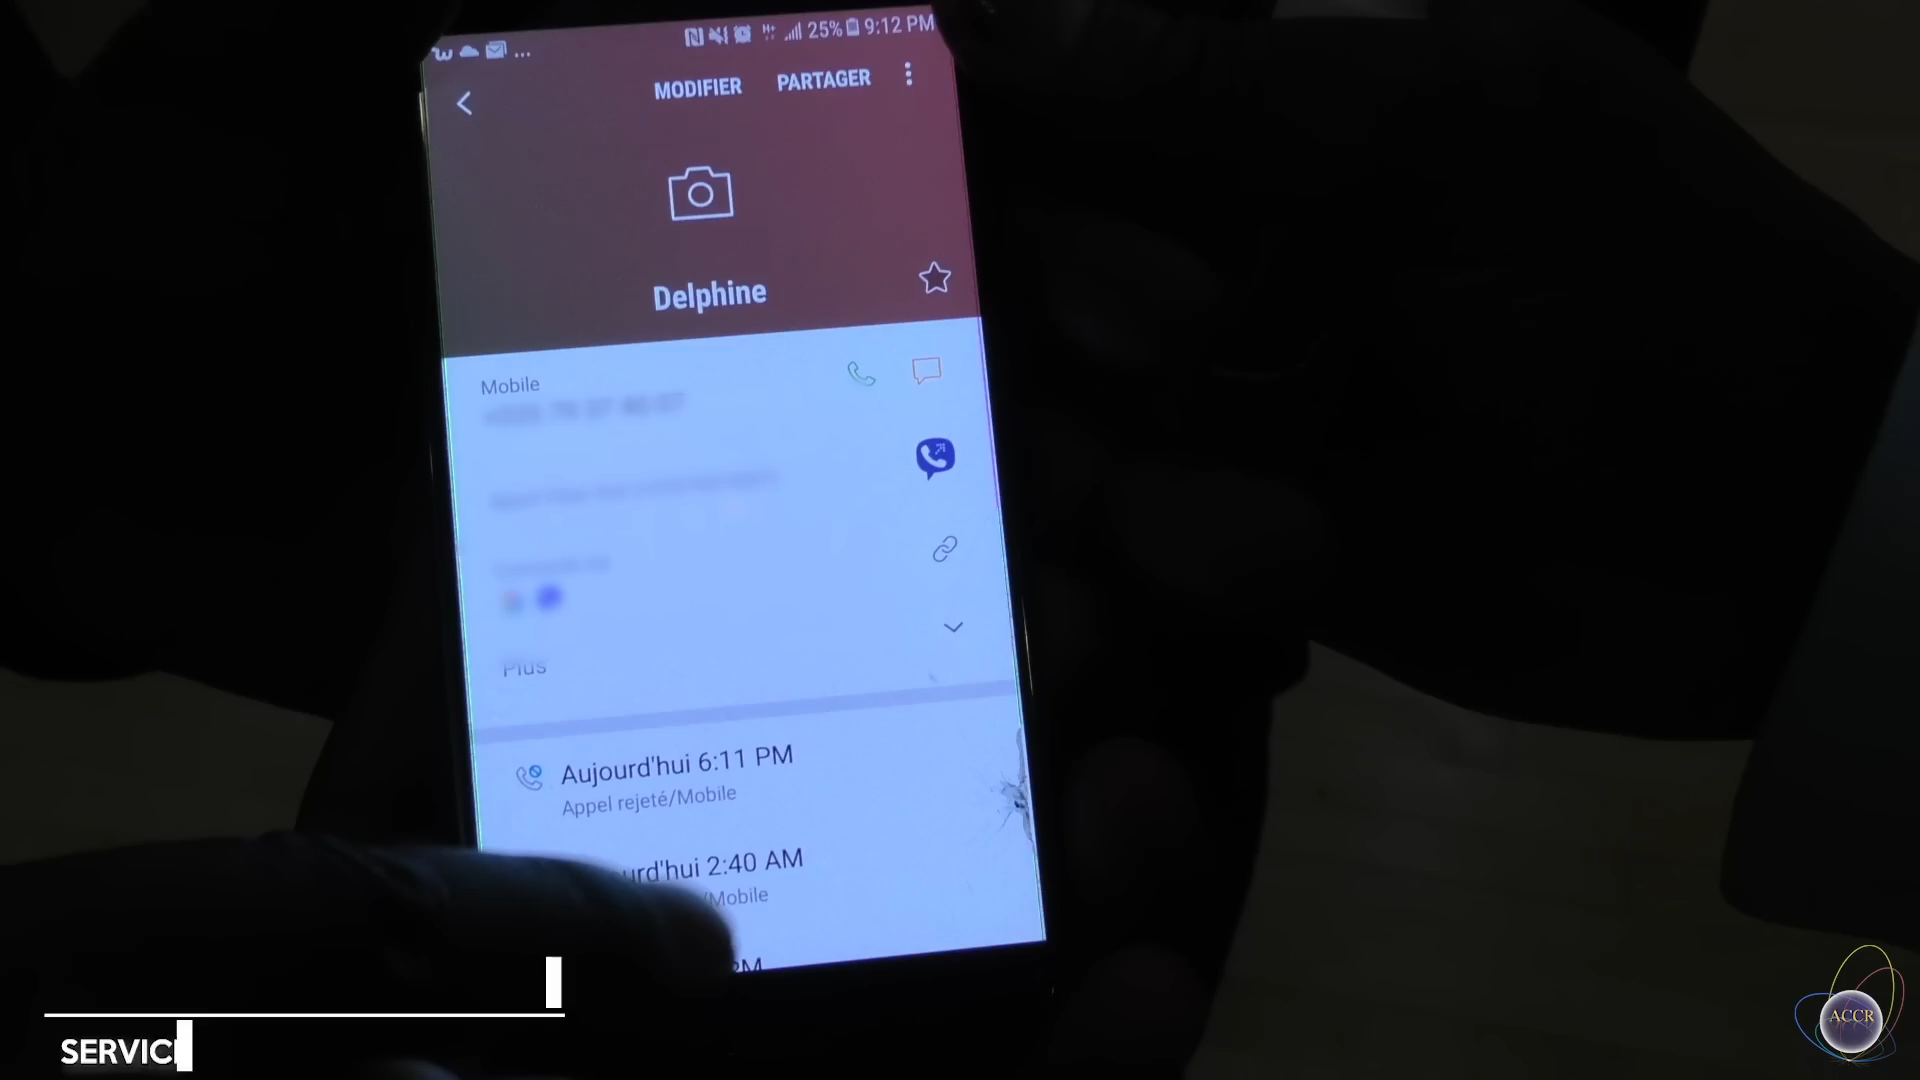 ... 25% 9:12 PM
MODIFIER PARTAGER
Delphine
Mobile
Plus
Aujourd'hui 6:11 PM
Appel rejeté/Mobile
urd'hui 2:40 AM
/Mobile
PM
SERVIC
ACCR